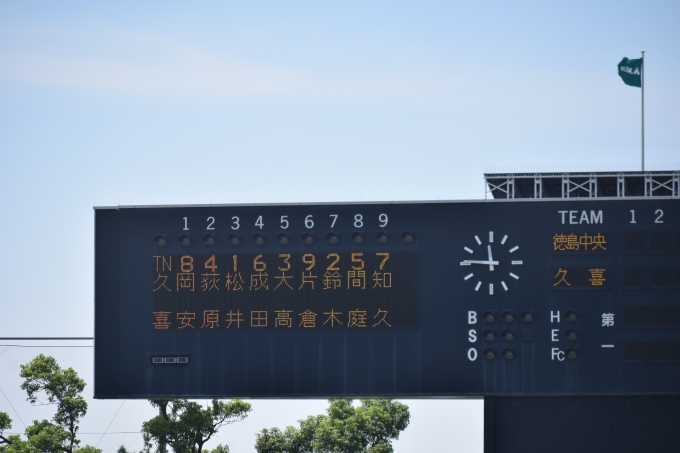 1 2 3 4 5 6 7 8 9
TN 8 4 1 6 3 9 2 5 7
久 岡 荻 松 成 大 片 鈴 間 知
喜 安 原 井 田 高 倉 木 庭 久
TEAM 1 2
徳島中央
久喜
B H 第
S E 一
O FC